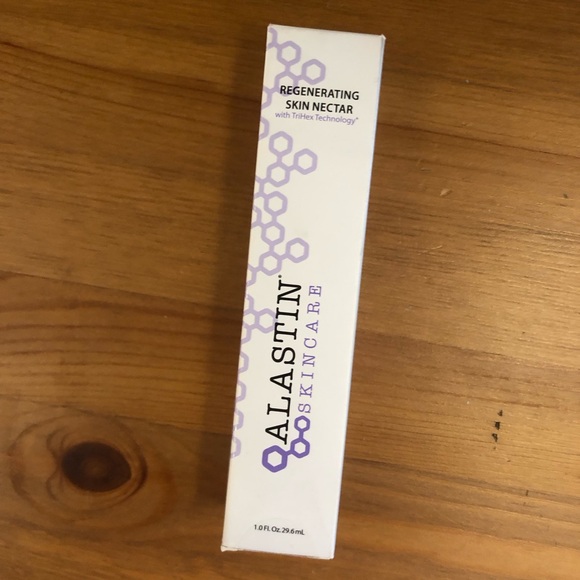 REGENERATING
SKIN NECTAR
with TriHex Technology®
ALASTIN®
SKINCARE
1.0 Fl. Oz. 29.6 mL